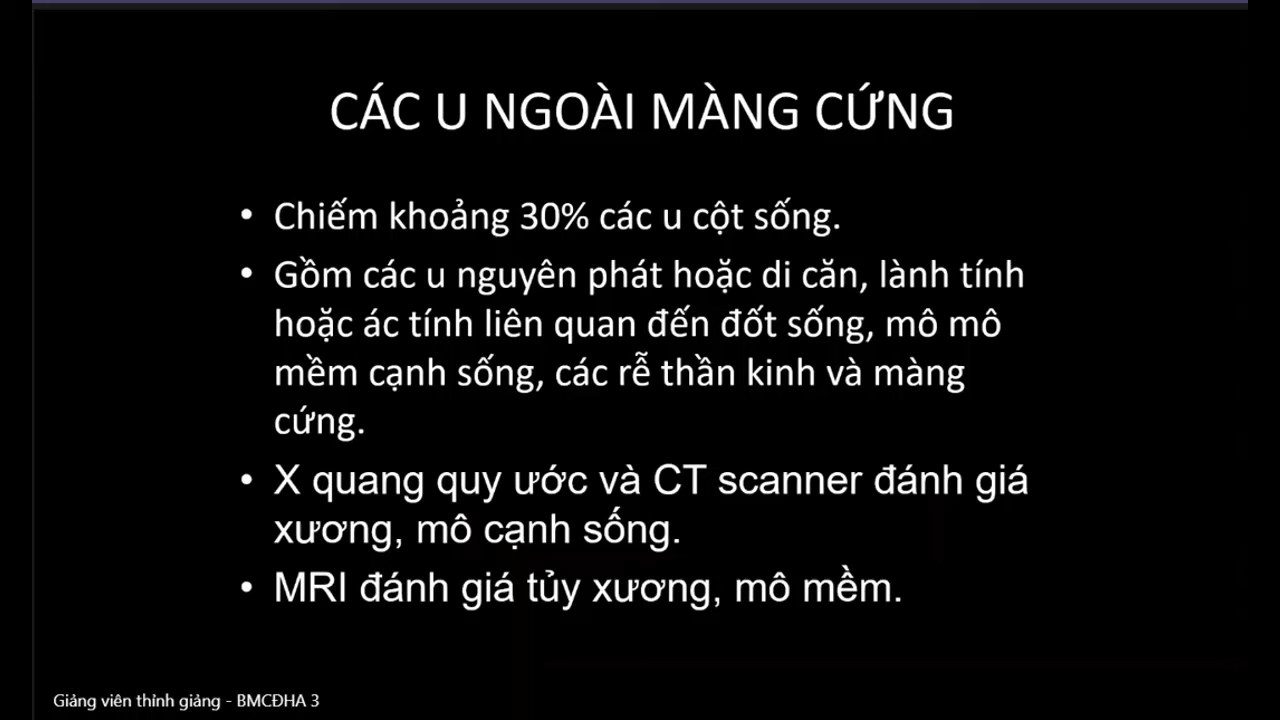 CÁC U NGOÀI MÀNG CỨNG
• Chiếm khoảng 30% các u cột sống.
• Gồm các u nguyên phát hoặc di căn, lành tính
hoặc ác tính liên quan đến đốt sống, mô mô
mềm cạnh sống, các rễ thần kinh và màng
cứng.
• X quang quy ước và CT scanner đánh giá
xương, mô cạnh sống.
• MRI đánh giá tủy xương, mô mềm.
Giảng viên thỉnh giảng - BMCĐHA 3